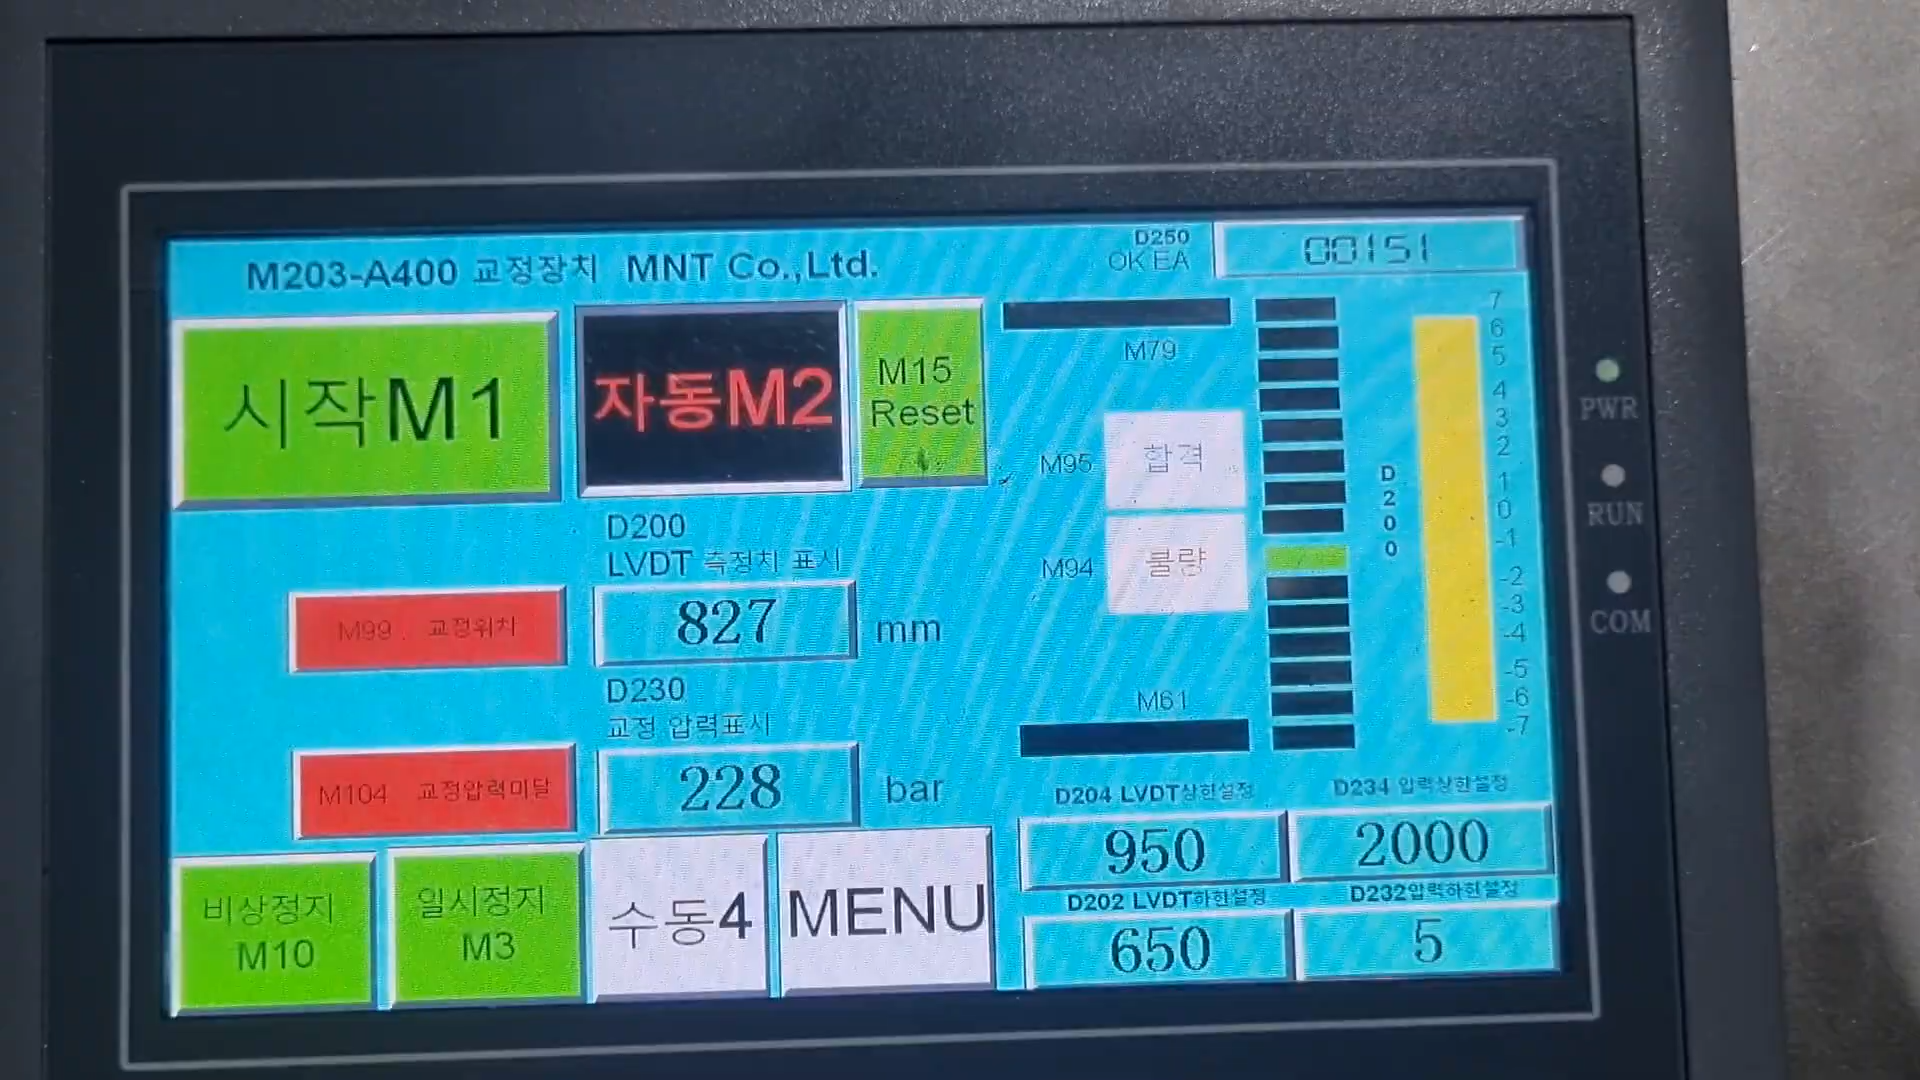 M203-A400 교정장치 MNT Co.,Ltd.
D250
OK EA
00151
시작M1
자동M2
M15
Reset
M79
M95
합격
M94
불량
M61
D200
7
6
5
4
3
2
1
0
-1
-2
-3
-4
-5
-6
-7
D200
LVDT 측정치 표시
M99 교정위치
827
mm
D230
교정 압력표시
M104 교정압력미달
228
bar
D204 LVDT상한설정
D234 압력상한설정
950
2000
D202 LVDT하한설정
D232압력하한설정
650
5
비상정지
M10
일시정지
M3
수동4
MENU
PWR
RUN
COM